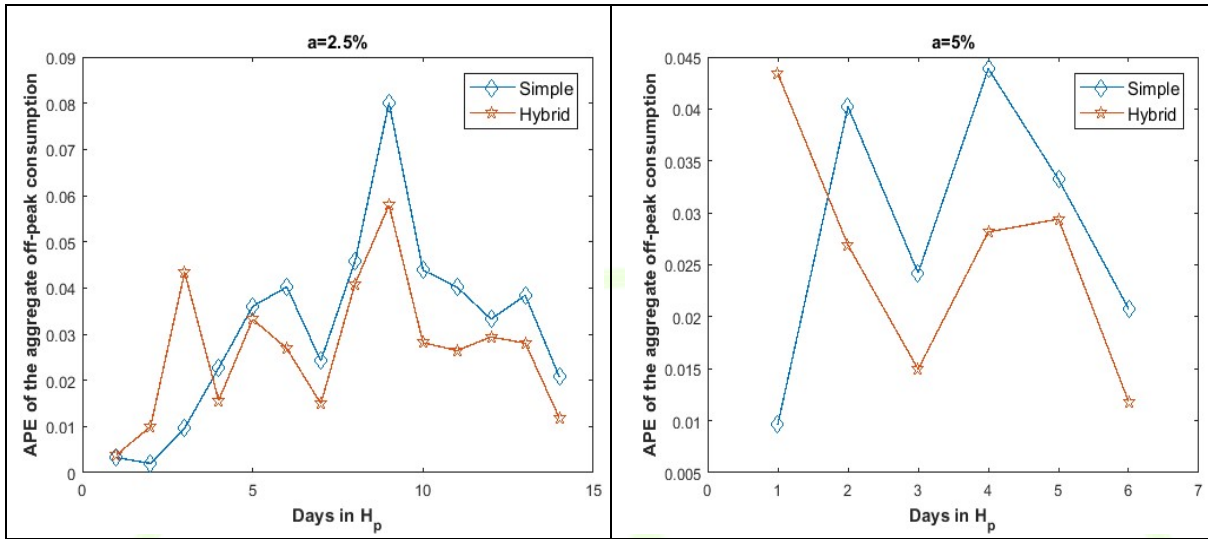 a=2.5%
APE of the aggregate off-peak consumption
0.09
0.08
0.07
0.06
0.05
0.04
0.03
0.02
0.01
0
Simple
Hybrid
0 5 10 15
Days in H_p
a=5%
APE of the aggregate off-peak consumption
0.045
0.04
0.035
0.03
0.025
0.02
0.015
0.01
0.005
Simple
Hybrid
0 1 2 3 4 5 6 7
Days in H_p